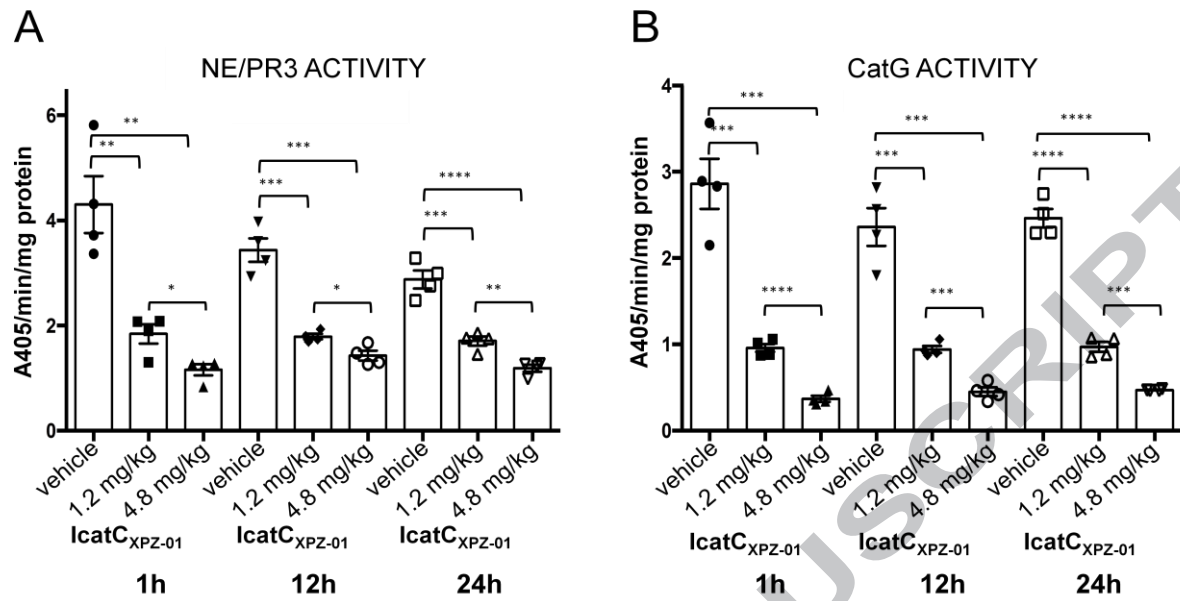 A
NE/PR3 ACTIVITY
A405/min/mg protein
6
4
2
0
** ** *
*** *** *
**** *** **
vehicle 1.2 mg/kg 4.8 mg/kg vehicle 1.2 mg/kg 4.8 mg/kg vehicle 1.2 mg/kg 4.8 mg/kg
IcatCXPZ-01 IcatCXPZ-01 IcatCXPZ-01
1h 12h 24h
B
CatG ACTIVITY
A405/min/mg protein
4
3
2
1
0
*** *** ****
*** *** ***
**** **** ***
vehicle 1.2 mg/kg 4.8 mg/kg vehicle 1.2 mg/kg 4.8 mg/kg vehicle 1.2 mg/kg 4.8 mg/kg
IcatCXPZ-01 IcatCXPZ-01 IcatCXPZ-01
1h 12h 24h
USCRIPT